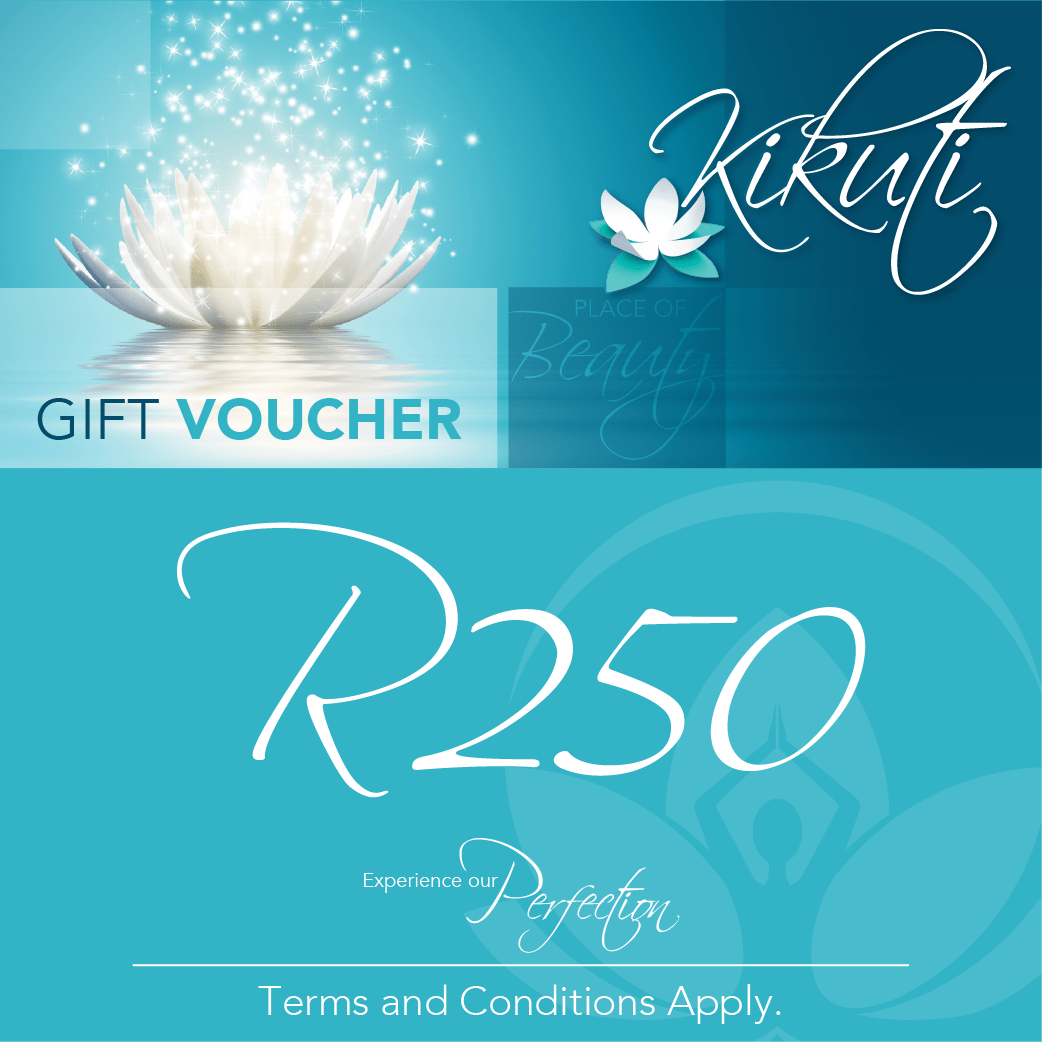 Kikuti
PLACE OF
Beauty
GIFT VOUCHER
R250
Experience our Perfection
Terms and Conditions Apply.